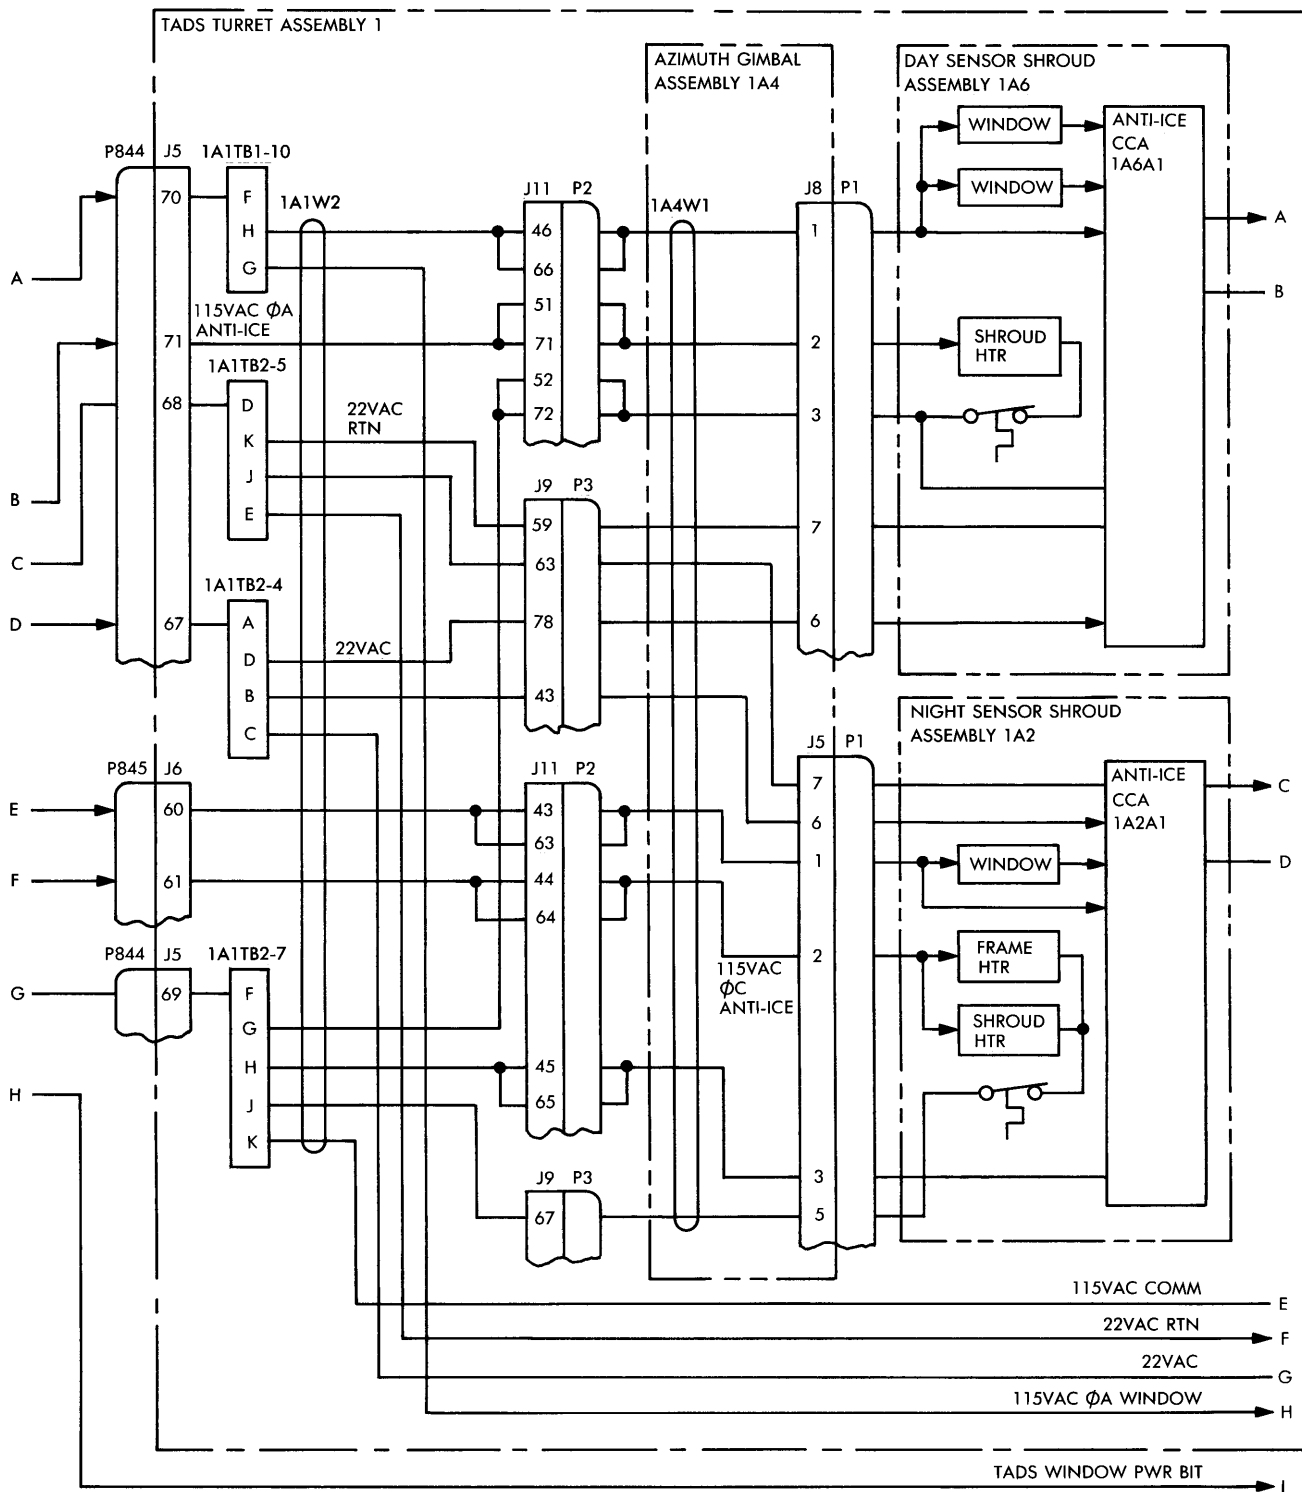 TADS TURRET ASSEMBLY 1
AZIMUTH GIMBAL
ASSEMBLY 1A4
DAY SENSOR SHROUD
ASSEMBLY 1A6
WINDOW
WINDOW
ANTI-ICE
CCA
1A6A1
P844 J5 1A1TB1-10
70 F
H
G
1A1W2
J11 P2
46
66
51
71
52
72
1A4W1
J8 P1
1
2
3
7
6
SHROUD
HTR
A
B
A
B
C
D
115VAC ϕA
ANTI-ICE
71
1A1TB2-5
68 D
K
J
E
22VAC
RTN
J9 P3
59
63
78
43
1A1TB2-4
67 A
D
B
C
22VAC
NIGHT SENSOR SHROUD
ASSEMBLY 1A2
ANTI-ICE
CCA
1A2A1
WINDOW
FRAME
HTR
SHROUD
HTR
C
D
P845 J6
60
61
E
F
J11 P2
43
63
44
64
45
65
J5 P1
7
6
1
2
3
5
115VAC
ϕC
ANTI-ICE
P844 J5 1A1TB2-7
G
69 F
G
H
J
K
H
J9 P3
67
115VAC COMM E
22VAC RTN F
22VAC G
115VAC ϕA WINDOW H
TADS WINDOW PWR BIT I